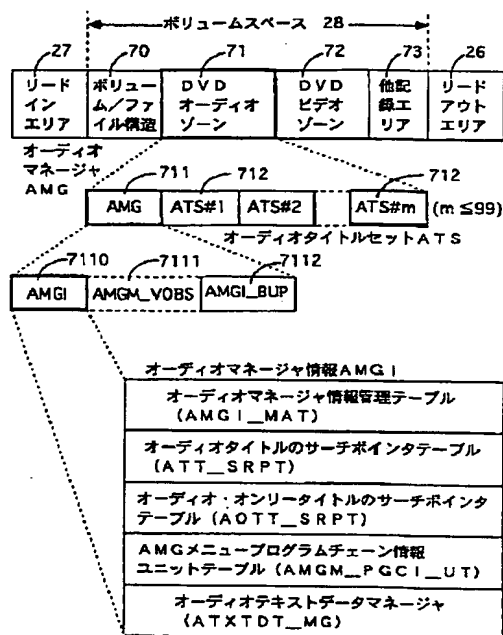 ボリュームスペース 28
27
70
71
72
73
26
リード
イン
エリア
ボリュー
ム/ファ
イル構造
DVD
オーディオ
ゾーン
DVD
ビデオ
ゾーン
他記
録エ
リア
リード
アウト
エリア
オーディオ
マネージャ
AMG
711
712
712
AMG
ATS#1
ATS#2
ATS#m
(m≦99)
オーディオタイトルセットATS
7110
7111
7112
AMGI
AMGM_VOBS
AMGI_BUP
オーディオマネージャ情報AMGI
オーディオマネージャ情報管理テーブル
(AMGI_MAT)
オーディオタイトルのサーチポインタテーブル
(ATT_SRPT)
オーディオ・オンリータイトルのサーチポインタ
テーブル(AOTT_SRPT)
AMGメニュープログラムチェーン情報
ユニットテーブル(AMGM_PGCI_UT)
オーディオテキストデータマネージャ
(ATXTDT_MG)